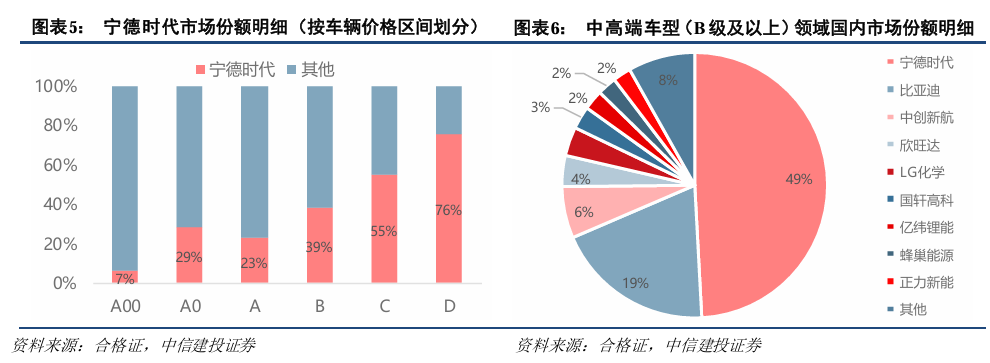 图表5： 宁德时代市场份额明细（按车辆价格区间划分）
宁德时代 其他
100%
80%
60%
40%
20%
0%
7%
29%
23%
39%
55%
76%
A00 A0 A B C D
资料来源：合格证，中信建投证券
图表6： 中高端车型（B 级及以上）领域国内市场份额明细
49%
19%
6%
4%
3%
2%
2%
2%
8%
宁德时代
比亚迪
中创新航
欣旺达
LG化学
国轩高科
亿纬锂能
蜂巢能源
正力新能
其他
资料来源：合格证，中信建投证券